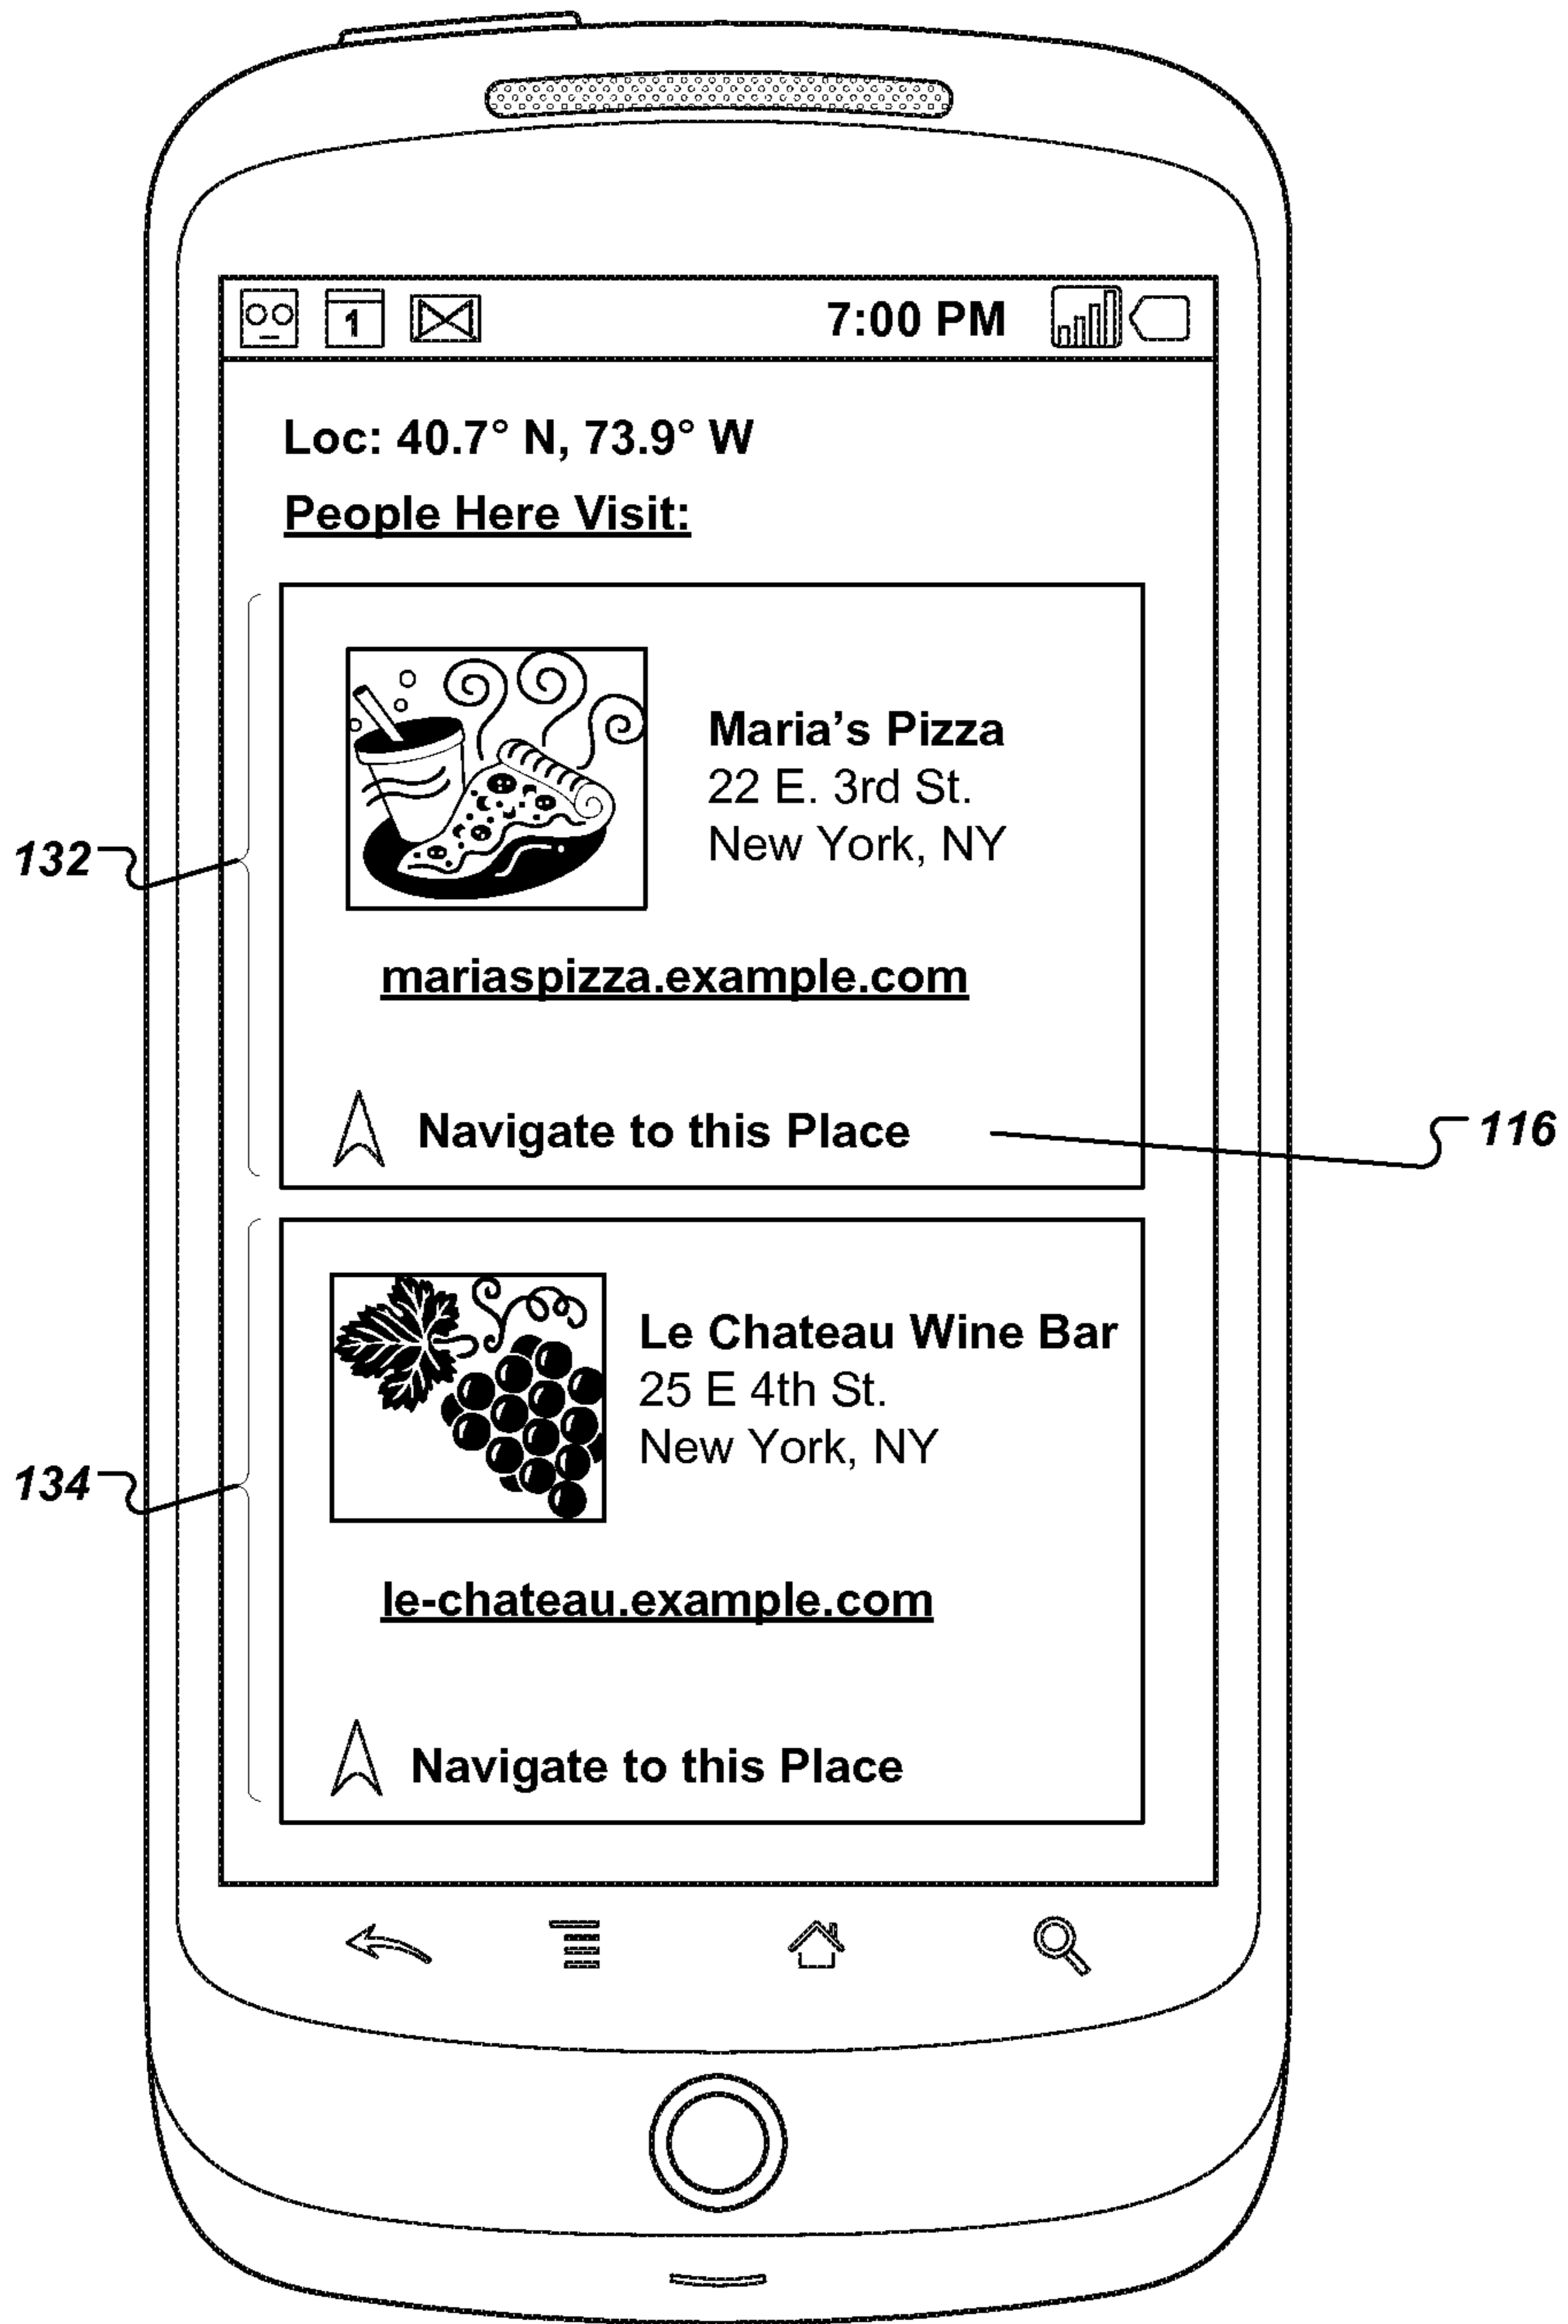 1
7:00 PM
Loc: 40.7° N, 73.9° W
People Here Visit:
Maria’s Pizza
22 E. 3rd St.
New York, NY
132
mariaspizza.example.com
Navigate to this Place
116
Le Chateau Wine Bar
25 E 4th St.
New York, NY
134
le-chateau.example.com
Navigate to this Place